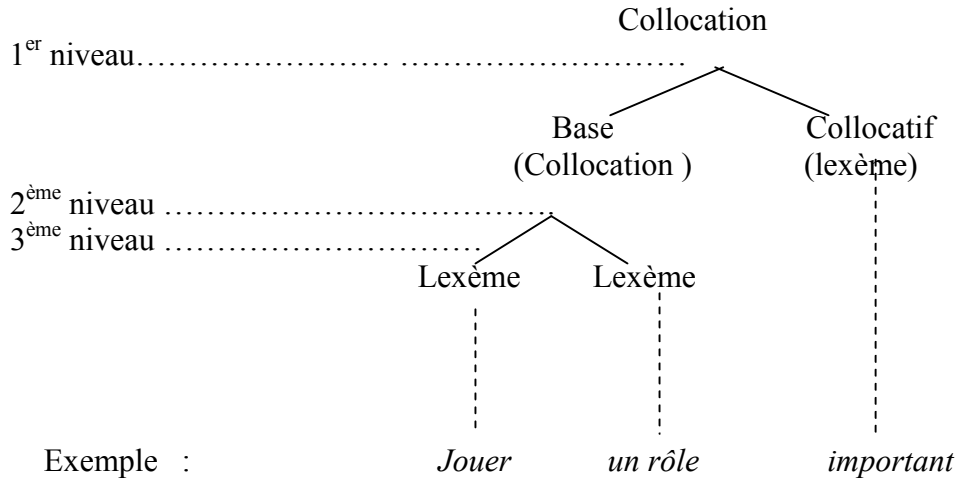 Collocation
1er niveau…………………… ………………………
Base Collocatif
(Collocation ) (lexème)
2ème niveau ………………………………
3ème niveau …………………………
Lexème Lexème
Exemple : Jouer un rôle important